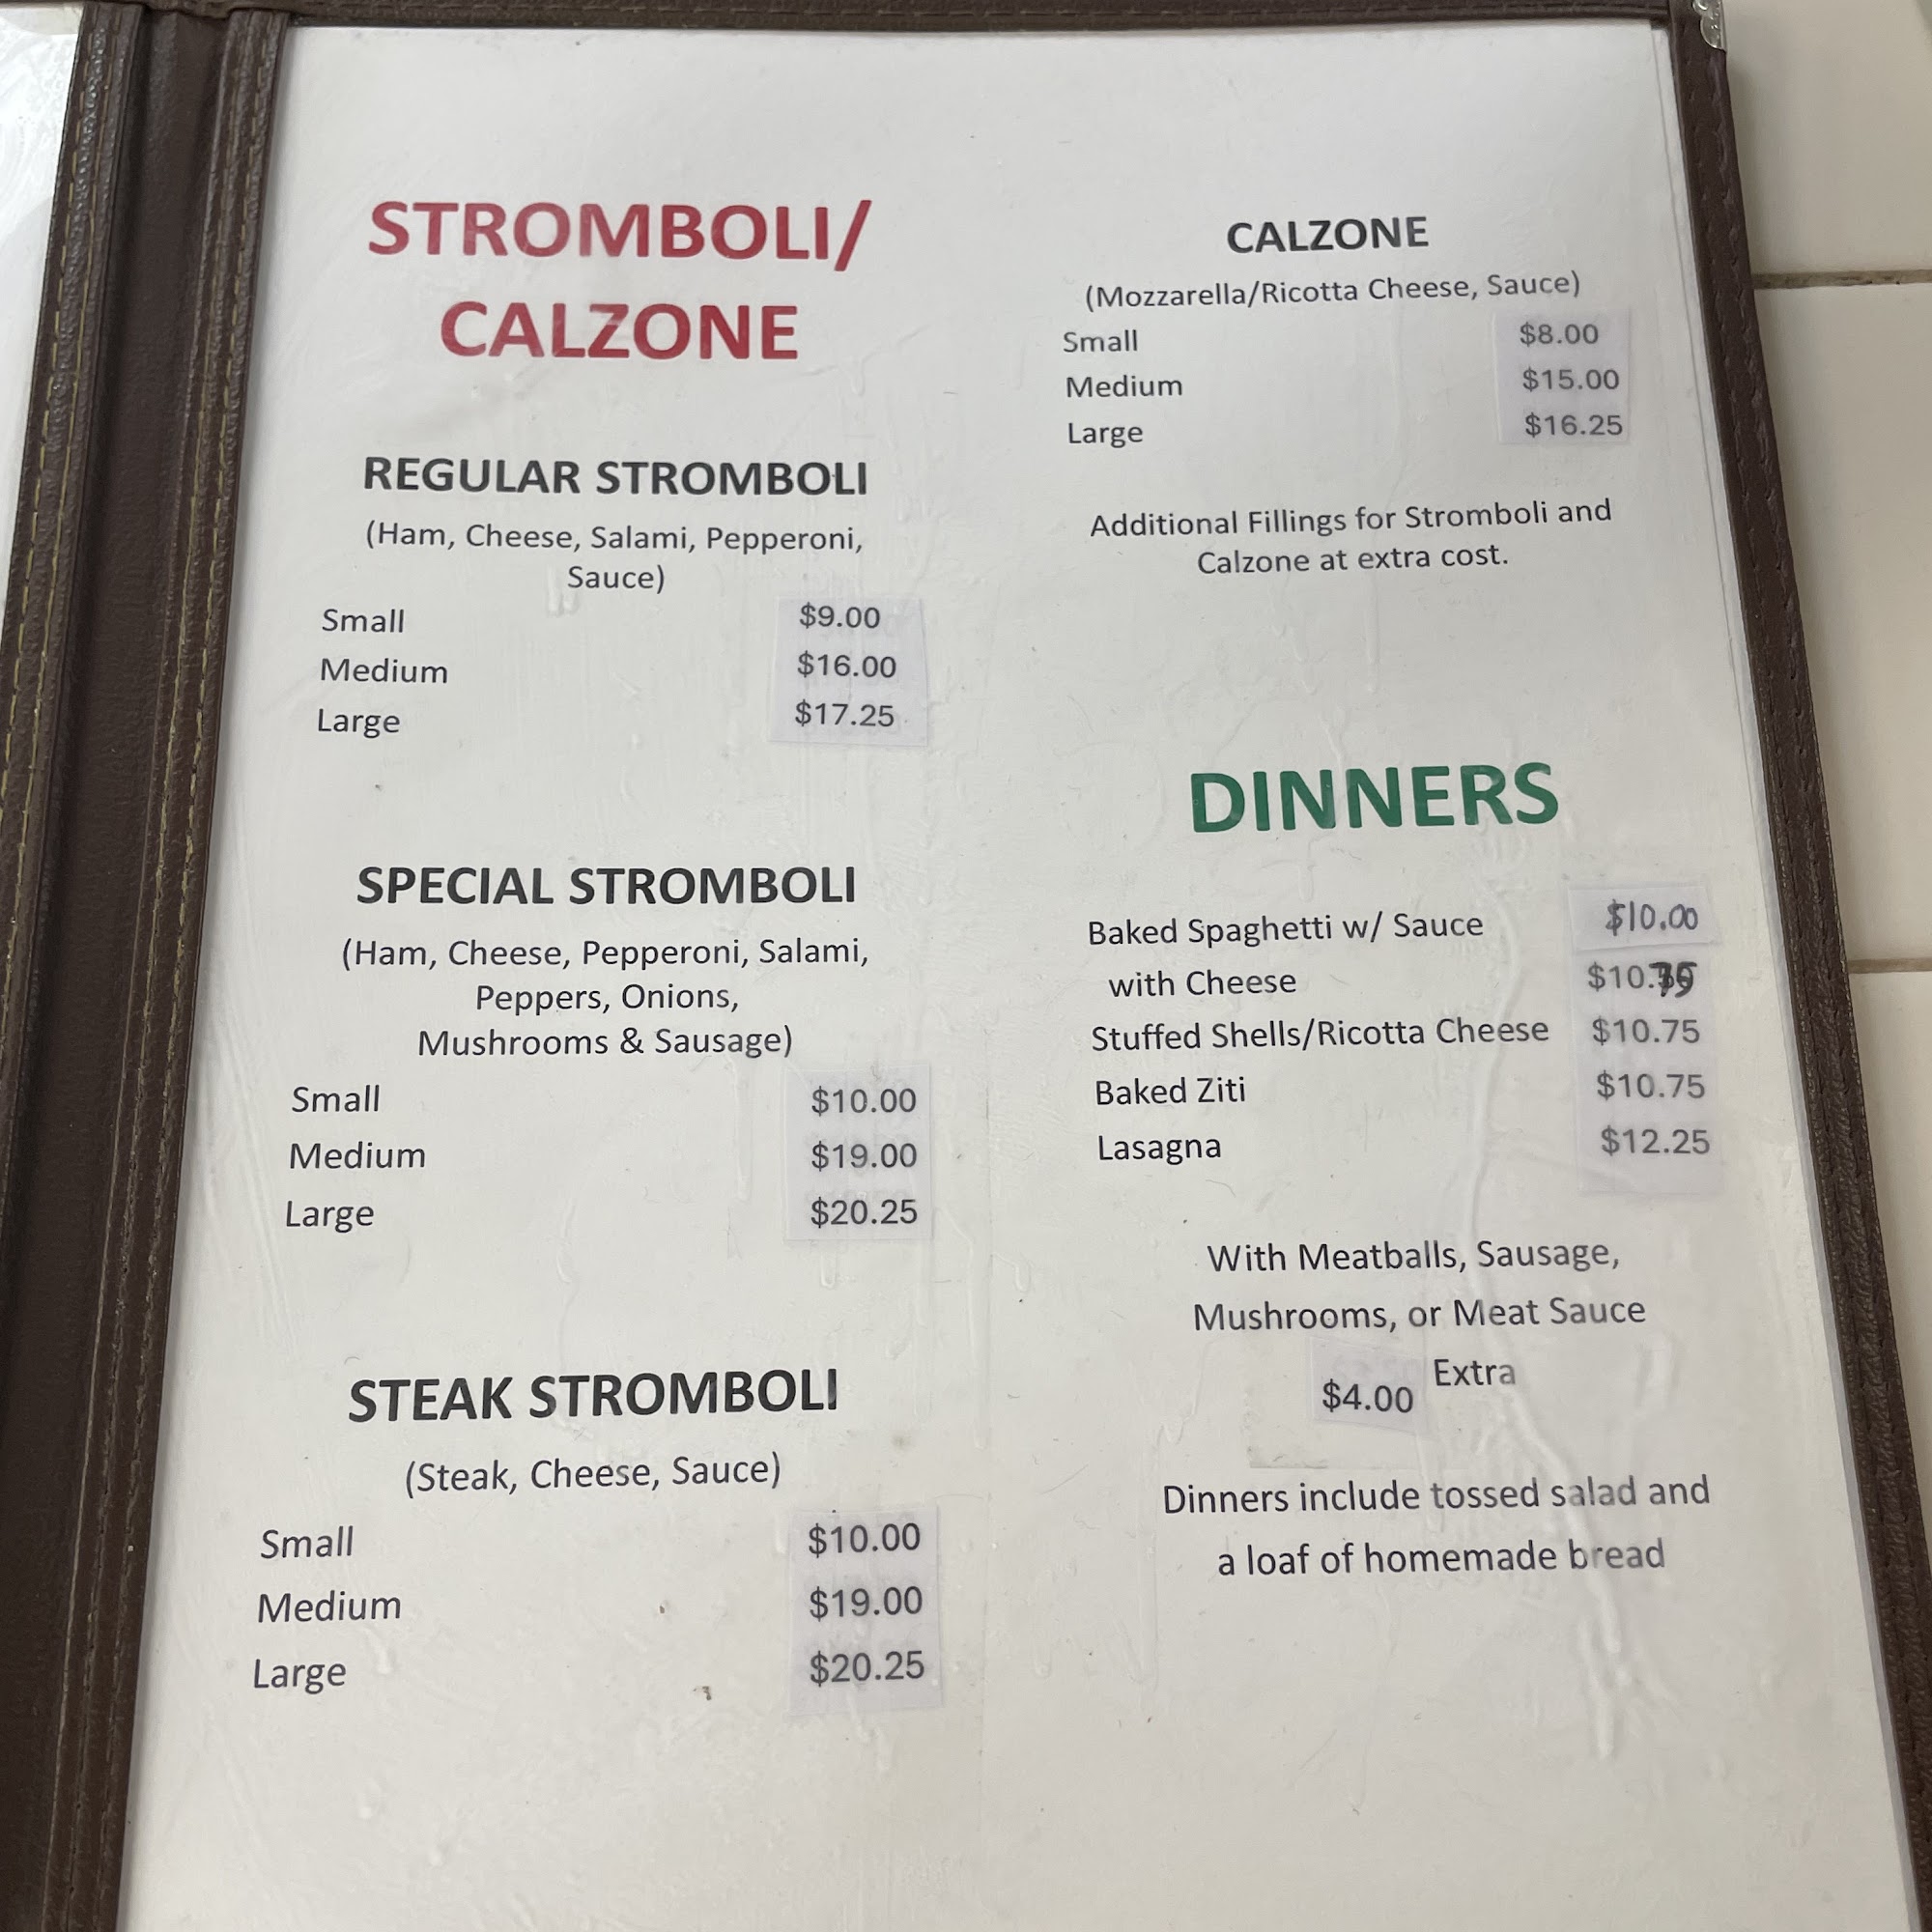 STROMBOLI/
CALZONE
REGULAR STROMBOLI
(Ham, Cheese, Salami, Pepperoni,
Sauce)
Small $9.00
Medium $16.00
Large $17.25
SPECIAL STROMBOLI
(Ham, Cheese, Pepperoni, Salami,
Peppers, Onions,
Mushrooms & Sausage)
Small $10.00
Medium $19.00
Large $20.25
STEAK STROMBOLI
(Steak, Cheese, Sauce)
Small $10.00
Medium $19.00
Large $20.25
CALZONE
(Mozzarella/Ricotta Cheese, Sauce)
Small $8.00
Medium $15.00
Large $16.25
Additional Fillings for Stromboli and
Calzone at extra cost.
DINNERS
Baked Spaghetti w/ Sauce $10.00
with Cheese $10.75
Stuffed Shells/Ricotta Cheese $10.75
Baked Ziti $10.75
Lasagna $12.25
With Meatballs, Sausage,
Mushrooms, or Meat Sauce
$4.00 Extra
Dinners include tossed salad and
a loaf of homemade bread